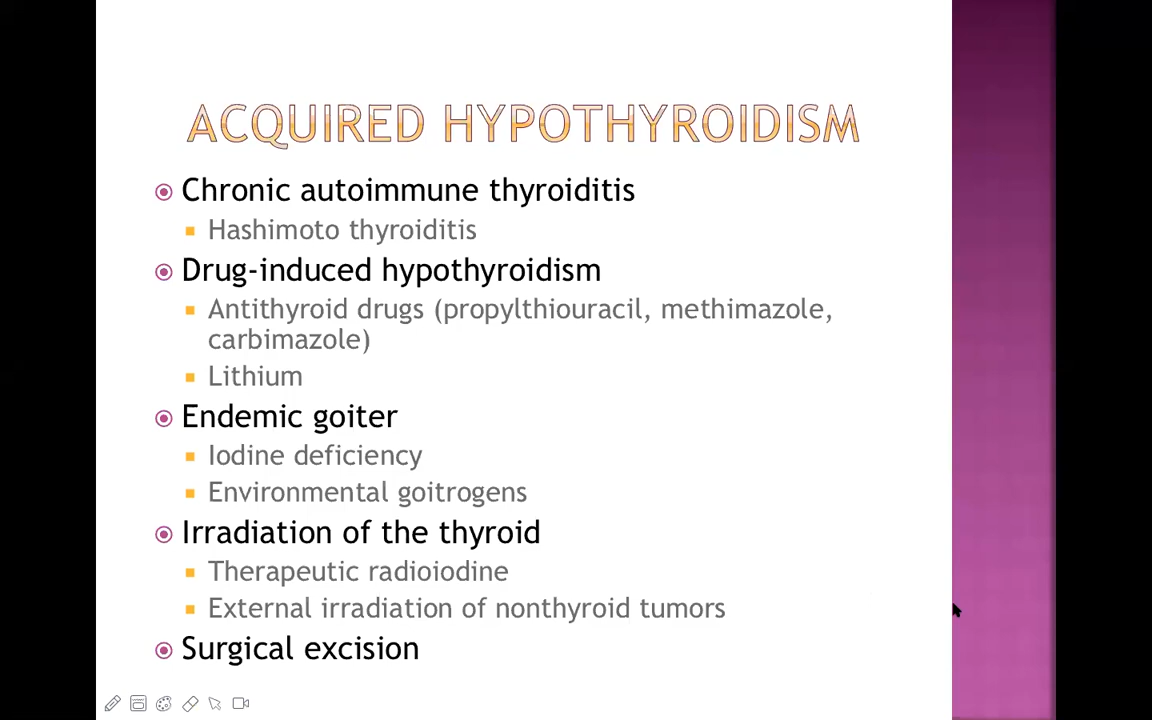 ACQUIRED HYPOTHYROIDISM
Chronic autoimmune thyroiditis
Hashimoto thyroiditis
Drug-induced hypothyroidism
Antithyroid drugs (propylthiouracil, methimazole,
carbimazole)
Lithium
Endemic goiter
Iodine deficiency
Environmental goitrogens
Irradiation of the thyroid
Therapeutic radioiodine
External irradiation of nonthyroid tumors
Surgical excision